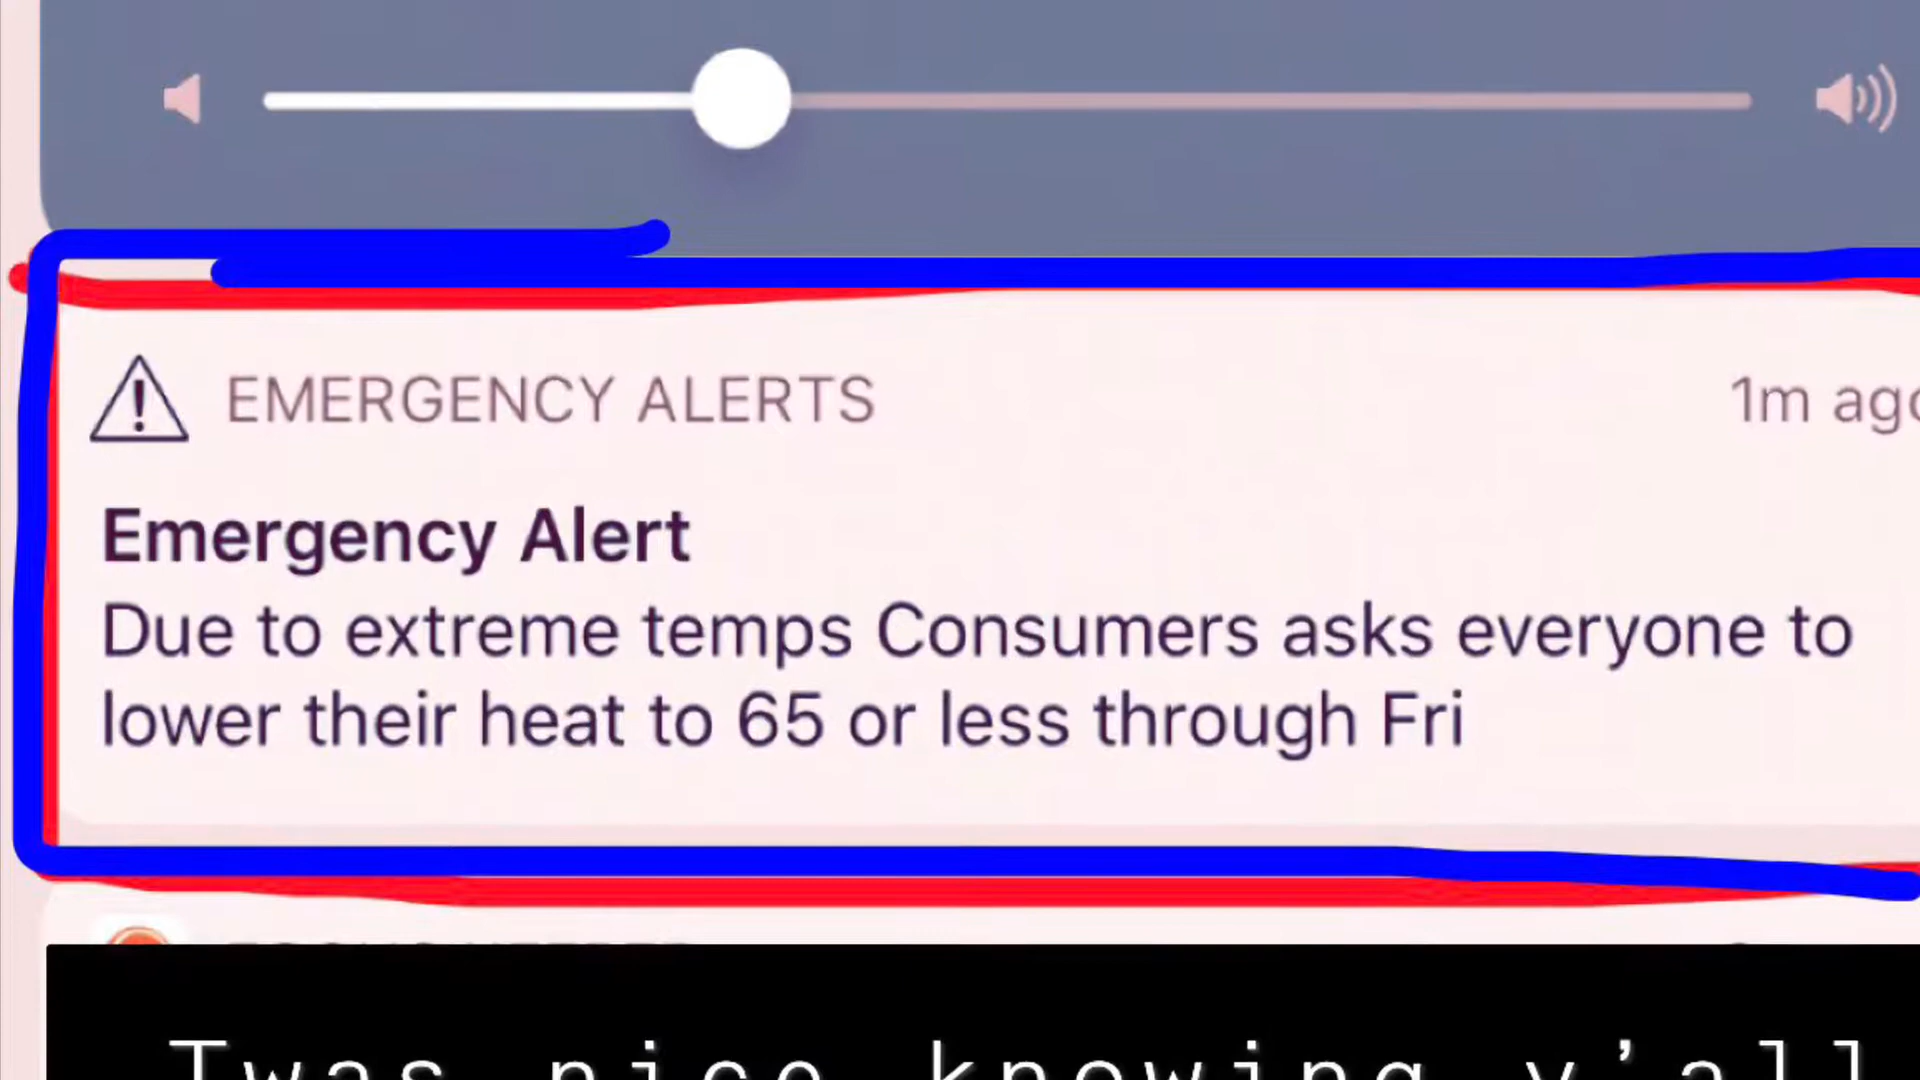 EMERGENCY ALERTS
1m ago
Emergency Alert
Due to extreme temps Consumers asks everyone to
lower their heat to 65 or less through Fri
Twas nice knowing y’all